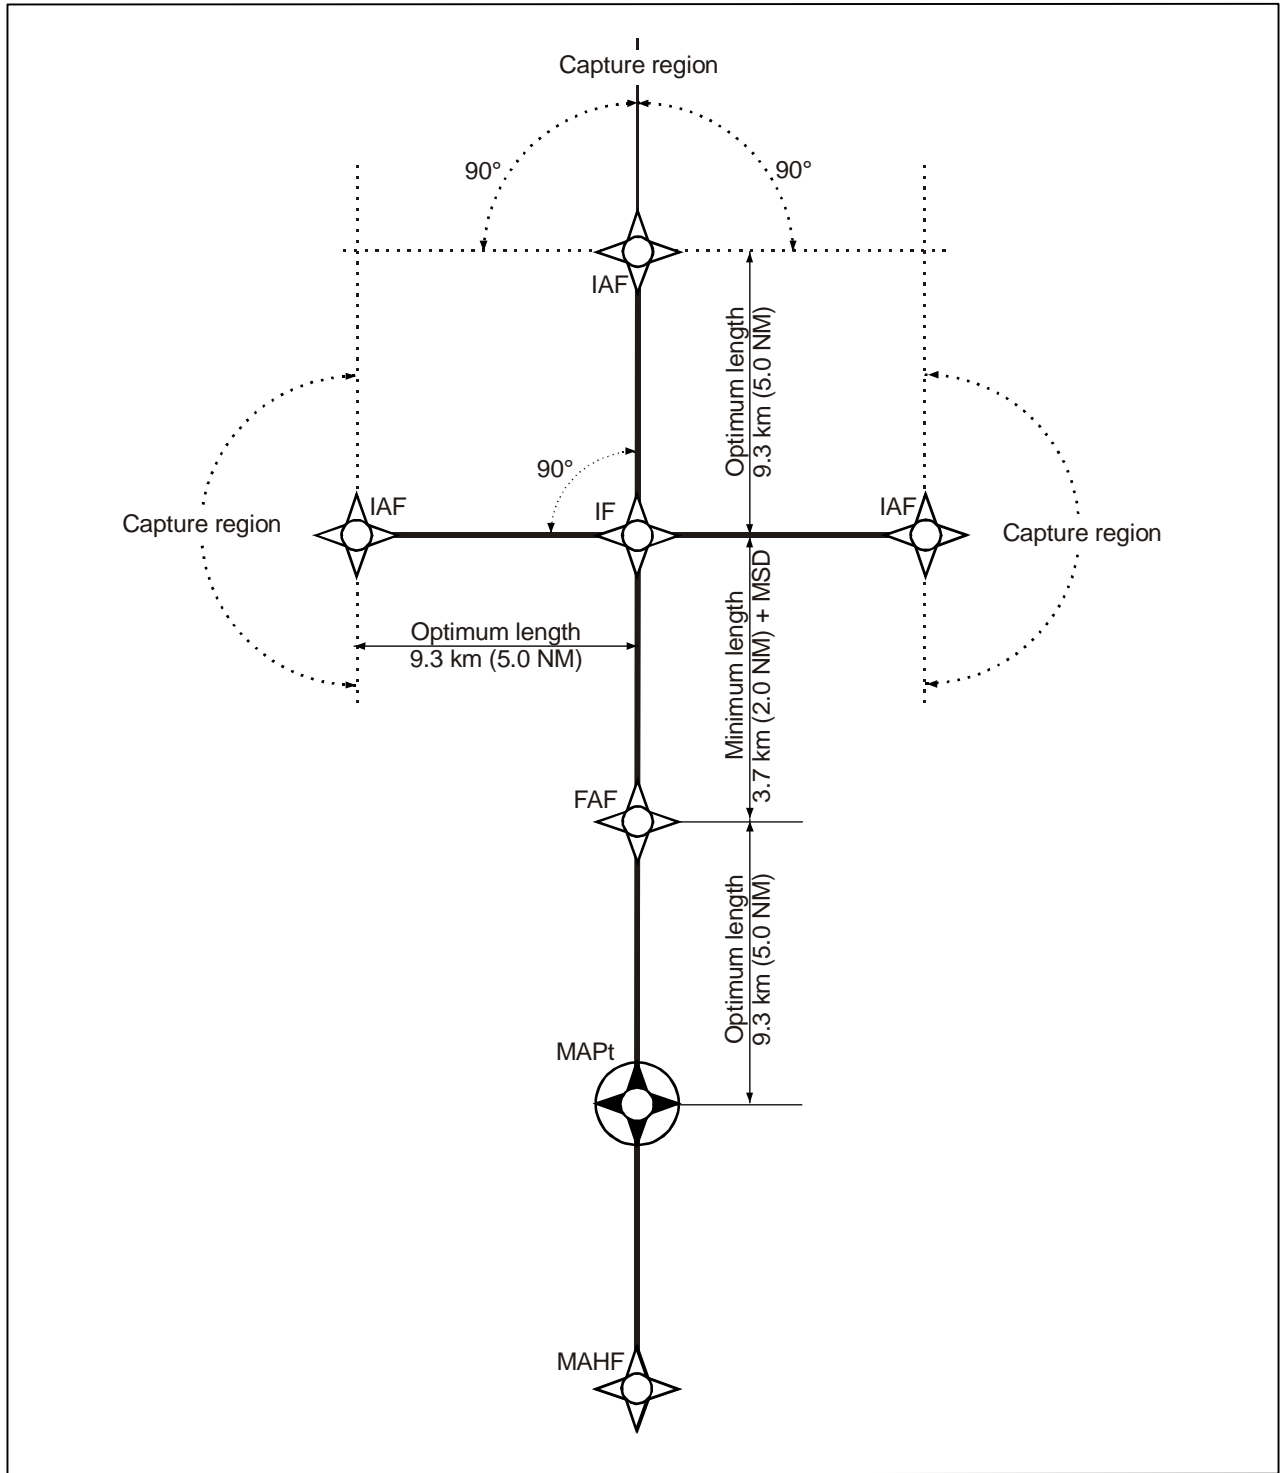 Capture region
90°
90°
IAF
Optimum length
9.3 km (5.0 NM)
90°
IAF
IF
IAF
Capture region
Capture region
Optimum length
9.3 km (5.0 NM)
Minimum length
3.7 km (2.0 NM) + MSD
FAF
Optimum length
9.3 km (5.0 NM)
MAPt
MAHF